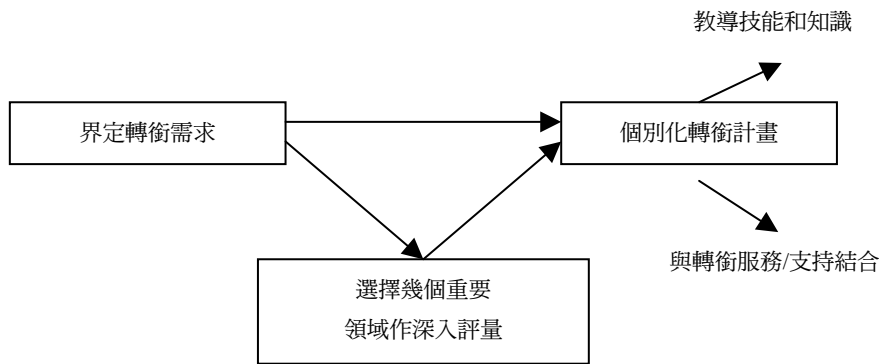 教導技能和知識
界定轉銜需求
個別化轉銜計畫
與轉銜服務/支持結合
選擇幾個重要
領域作深入評量